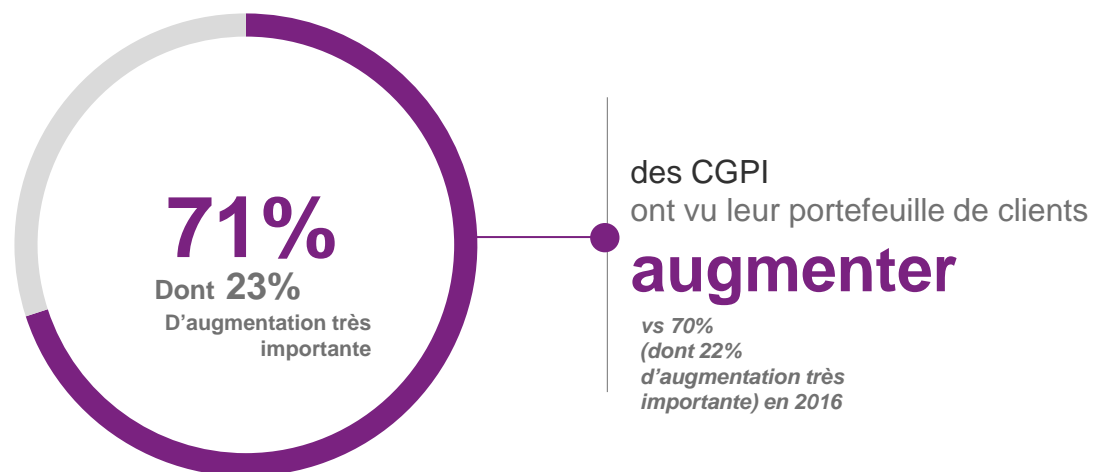 71%
Dont 23%
D’augmentation très
importante
des CGPI
ont vu leur portefeuille de clients
augmenter
vs 70%
(dont 22%
d’augmentation très
importante) en 2016